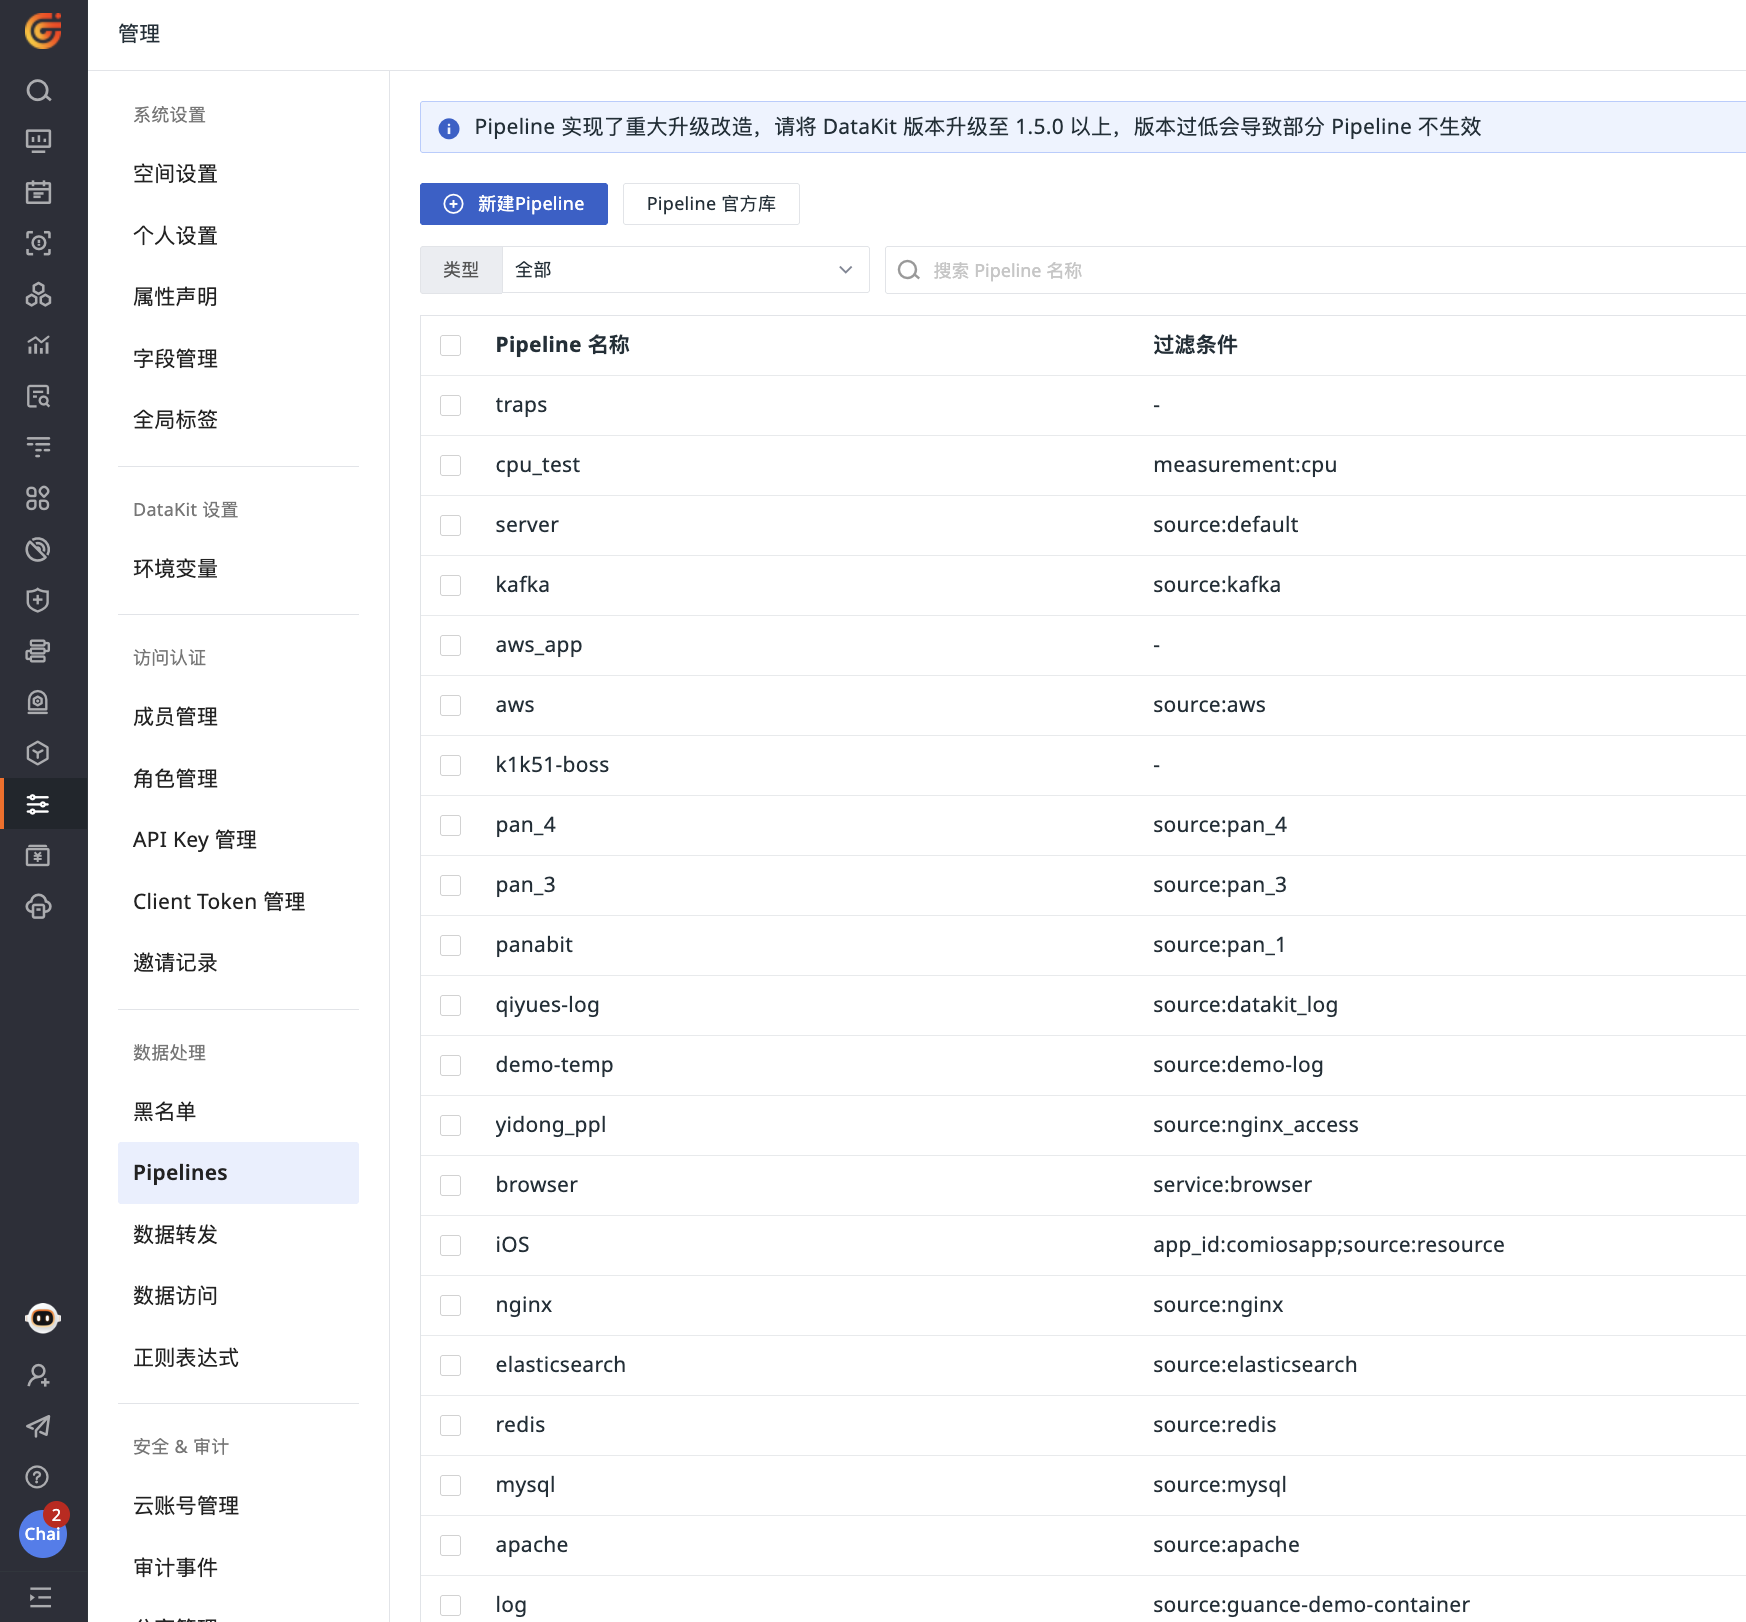 管理
系统设置
空间设置
个人设置
属性声明
字段管理
全局标签
DataKit 设置
环境变量
访问认证
成员管理
角色管理
API Key 管理
Client Token 管理
邀请记录
数据处理
黑名单
Pipelines
数据转发
数据访问
正则表达式
安全 & 审计
云账号管理
审计事件
2
Chai
Pipeline 实现了重大升级改造，请将 DataKit 版本升级至 1.5.0 以上，版本过低会导致部分 Pipeline 不生效
新建Pipeline Pipeline 官方库
类型 全部 搜索 Pipeline 名称
Pipeline 名称 过滤条件
traps -
cpu_test measurement:cpu
server source:default
kafka source:kafka
aws_app -
aws source:aws
k1k51-boss -
pan_4 source:pan_4
pan_3 source:pan_3
panabit source:pan_1
qiyues-log source:datakit_log
demo-temp source:demo-log
yidong_ppl source:nginx_access
browser service:browser
iOS app_id:comiosapp;source:resource
nginx source:nginx
elasticsearch source:elasticsearch
redis source:redis
mysql source:mysql
apache source:apache
log source:guance-demo-container